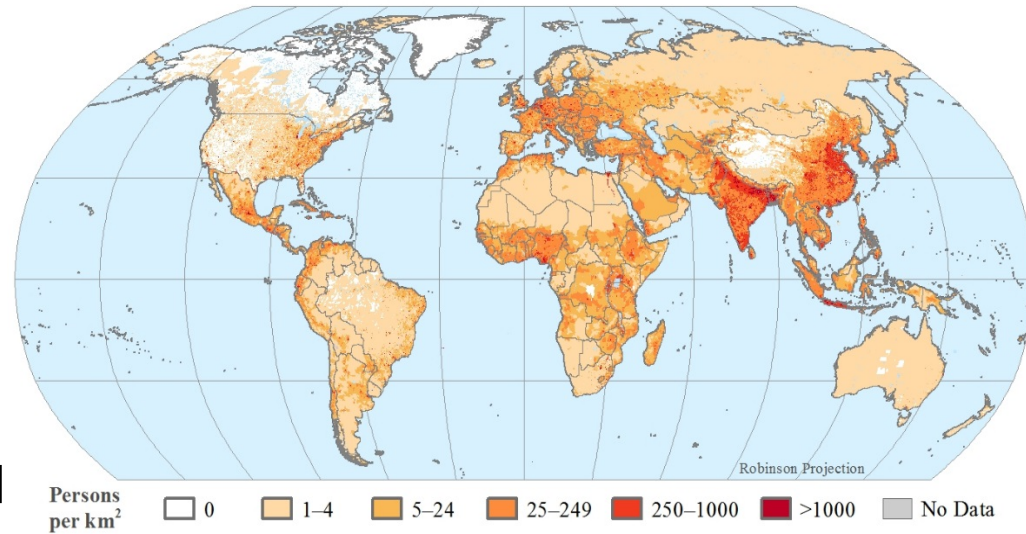 Robinson Projection
Persons
per km²
0
1–4
5–24
25–249
250–1000
>1000
No Data